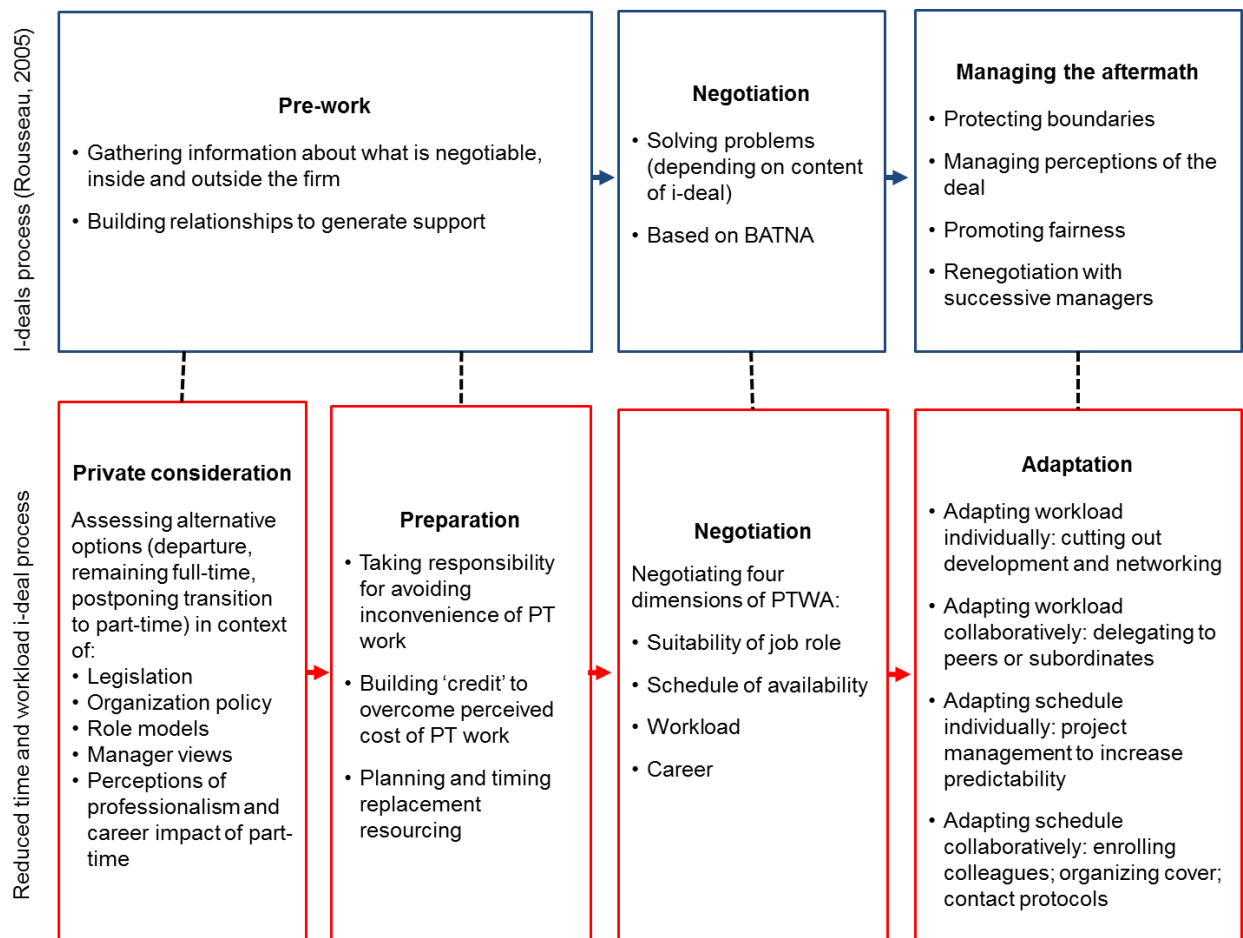 I-deals process (Rousseau, 2005)
Pre-work
• Gathering information about what is negotiable,
inside and outside the firm
• Building relationships to generate support
Negotiation
• Solving problems
(depending on content
of i-deal)
• Based on BATNA
Managing the aftermath
• Protecting boundaries
• Managing perceptions of the
deal
• Promoting fairness
• Renegotiation with
successive managers
Reduced time and workload i-deal process
Private consideration
Assessing alternative
options (departure,
remaining full-time,
postponing transition
to part-time) in context
of:
• Legislation
• Organization policy
• Role models
• Manager views
• Perceptions of
professionalism and
career impact of part-
time
Preparation
• Taking responsibility
for avoiding
inconvenience of PT
work
• Building ‘credit’ to
overcome perceived
cost of PT work
• Planning and timing
replacement
resourcing
Negotiation
Negotiating four
dimensions of PTWA:
• Suitability of job role
• Schedule of availability
• Workload
• Career
Adaptation
• Adapting workload
individually: cutting out
development and networking
• Adapting workload
collaboratively: delegating to
peers or subordinates
• Adapting schedule
individually: project
management to increase
predictability
• Adapting schedule
collaboratively: enrolling
colleagues; organizing cover;
contact protocols